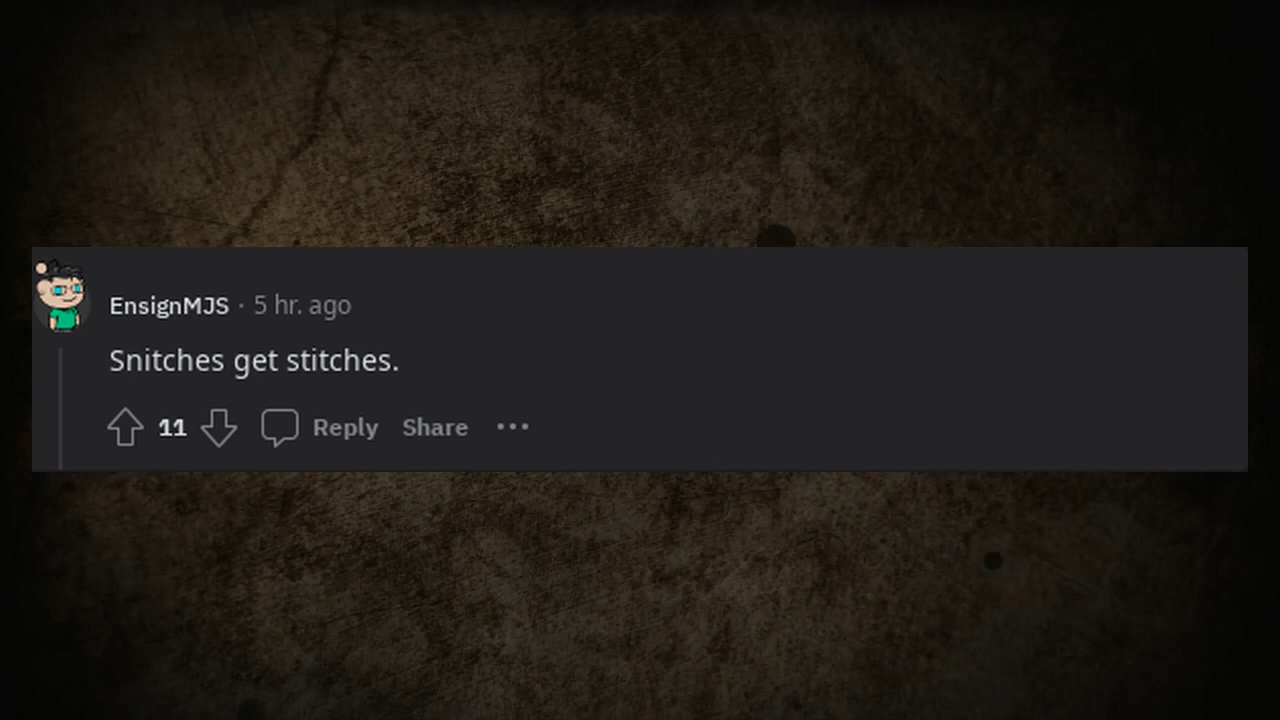 EnsignMJS · 5 hr. ago
Snitches get stitches.
11 Reply Share ...